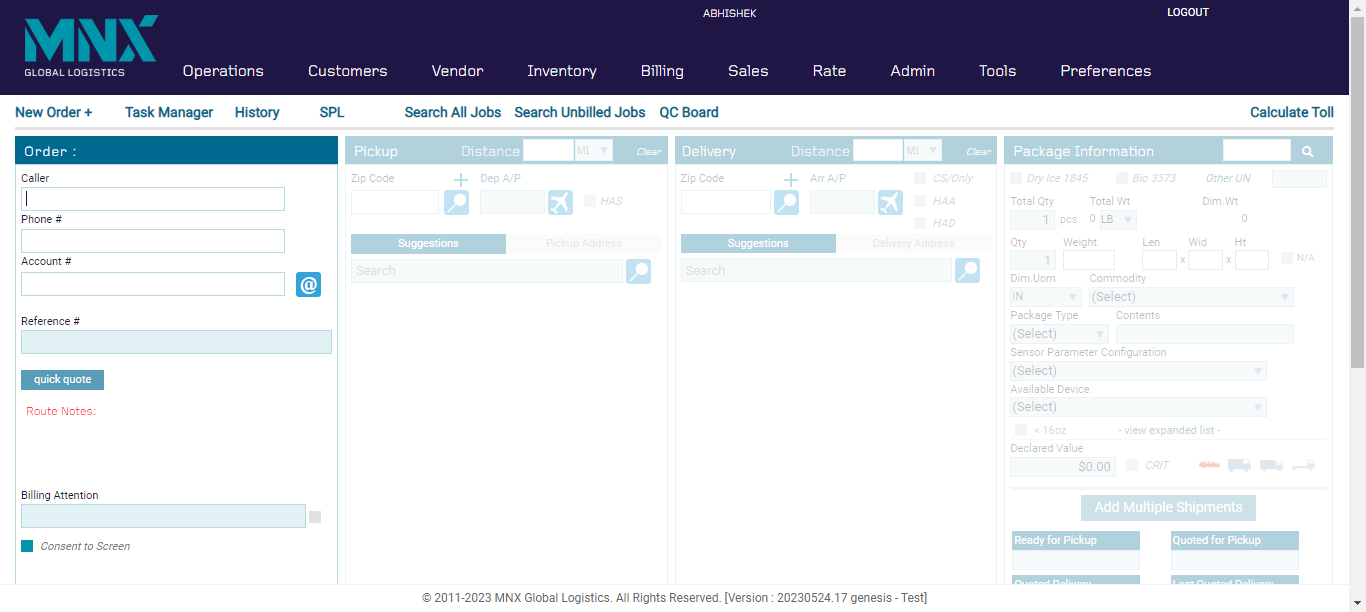 ABHISHEK
LOGOUT
MNX
GLOBAL LOGISTICS
Operations Customers Vendor Inventory Billing Sales Rate Admin Tools Preferences
New Order + Task Manager History SPL Search All Jobs Search Unbilled Jobs QC Board Calculate Toll
Order :
Caller
Phone #
Account #
@
Reference #
quick quote
Route Notes:
Billing Attention
Consent to Screen
Pickup Distance MI Clear
Zip Code + Dep A/P
HAS
Suggestions Pickup Address
Search
Delivery Distance MI Clear
Zip Code + Arr A/P CS/Only
HAA
HAD
Suggestions Delivery Address
Search
Package Information
Dry Ice 1845 Bio 3373 Other UN
Total Qty Total Wt Dim.Wt
1 pcs 0 LB 0
Qty Weight Len Wid Ht
1 x x N/A
Dim.Uom Commodity
IN (Select)
Package Type Contents
(Select)
Sensor Parameter Configuration
(Select)
Available Device
(Select)
< 16oz - view expanded list -
Declared Value
$0.00 CRIT
Add Multiple Shipments
Ready for Pickup Quoted for Pickup
Quoted Delivery Last Quoted Delivery
© 2011-2023 MNX Global Logistics. All Rights Reserved. [Version : 20230524.17 genesis - Test]